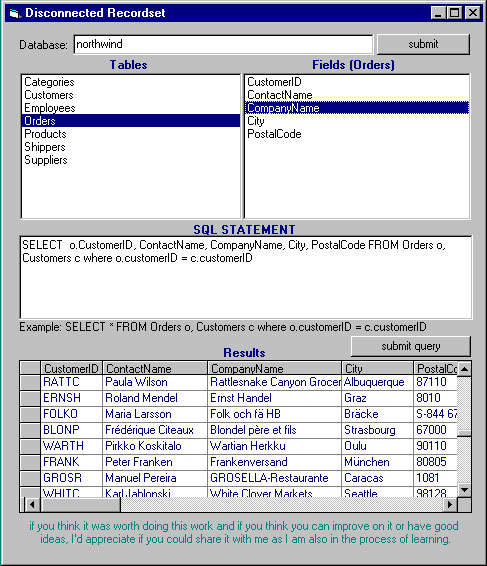 Disconnected Recordset
Database: northwind submit
Tables Fields (Orders)
Categories
Customers
Employees
Orders
Products
Shippers
Suppliers
CustomerID
ContactName
CompanyName
City
PostalCode
SQL STATEMENT
SELECT o.CustomerID, ContactName, CompanyName, City, PostalCode FROM Orders o,
Customers c where o.customerID = c.customerID
Example: SELECT * FROM Orders o, Customers c where o.customerID = c.customerID
submit query
Results
CustomerID ContactName CompanyName City PostalCo
RATTC Paula Wilson Rattlesnake Canyon Grocer Albuquerque 87110
ERNSH Roland Mendel Ernst Handel Graz 8010
FOLKO Maria Larsson Folk och fä HB Bräcke S-844 67
BLONP Frédérique Citeaux Blondel père et fils Strasbourg 67000
WARTH Pirkko Koskitalo Wartian Herkku Oulu 90110
FRANK Peter Franken Frankenversand München 80805
GROSR Manuel Pereira GROSELLA-Restaurante Caracas 1081
WHITC Karl Jablonski White Clover Markets Seattle 98128
if you think it was worth doing this work and if you think you can improve on it or have good
ideas, I'd appreciate if you could share it with me as I am also in the process of learning.